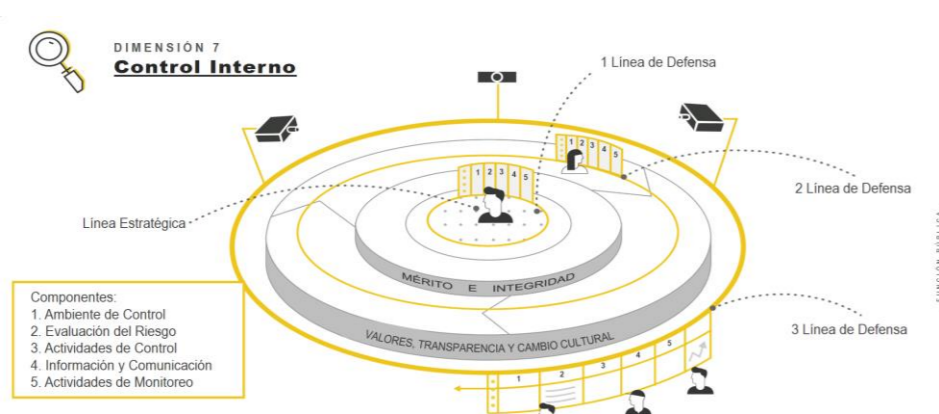 DIMENSIÓN 7
Control Interno
1 Línea de Defensa
1 2 3 4 5
1 2 3 4 5
2 Línea de Defensa
Línea Estratégica
FUNCIÓN PÚBLICA
MÉRITO E INTEGRIDAD
Componentes:
1. Ambiente de Control
2. Evaluación del Riesgo
3. Actividades de Control
4. Información y Comunicación
5. Actividades de Monitoreo
VALORES, TRANSPARENCIA Y CAMBIO CULTURAL
3 Línea de Defensa
1 2 3 4 5